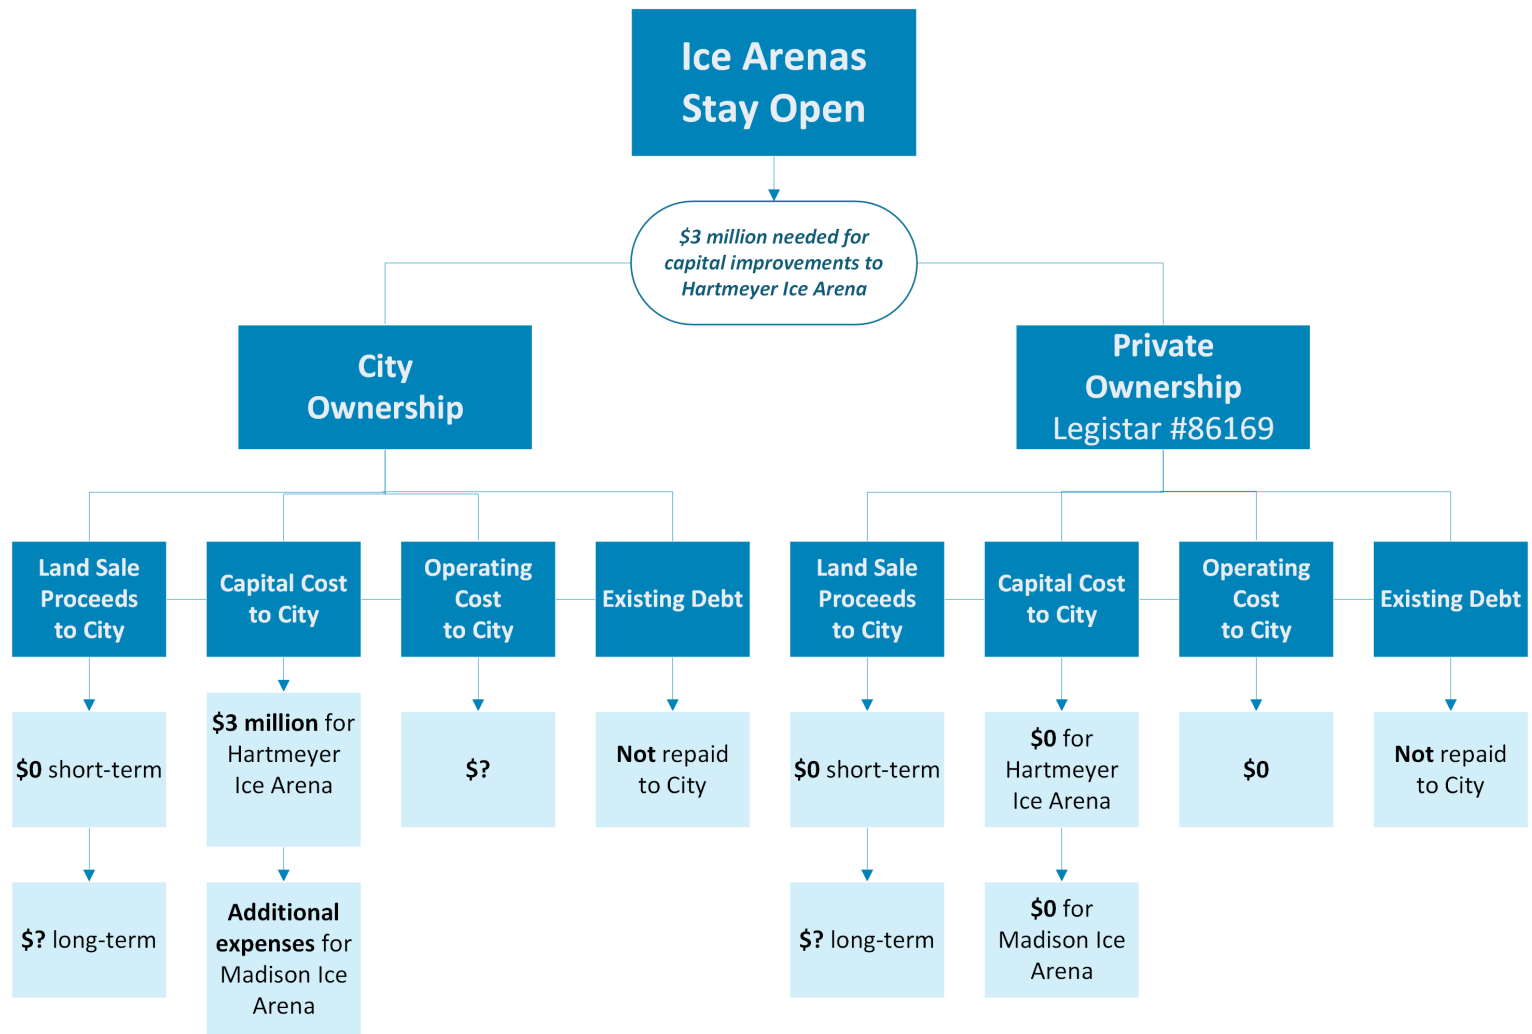 Ice Arenas
Stay Open
$3 million needed for
capital improvements to
Hartmeyer Ice Arena
City
Ownership
Private
Ownership
Legistar #86169
Land Sale
Proceeds
to City
Capital Cost
to City
Operating
Cost
to City
Existing Debt
Land Sale
Proceeds
to City
Capital Cost
to City
Operating
Cost
to City
Existing Debt
$0 short-term
$3 million for
Hartmeyer
Ice Arena
$?
Not repaid
to City
$0 short-term
$0 for
Hartmeyer
Ice Arena
$0
Not repaid
to City
$? long-term
Additional
expenses for
Madison Ice
Arena
$? long-term
$0 for
Madison Ice
Arena